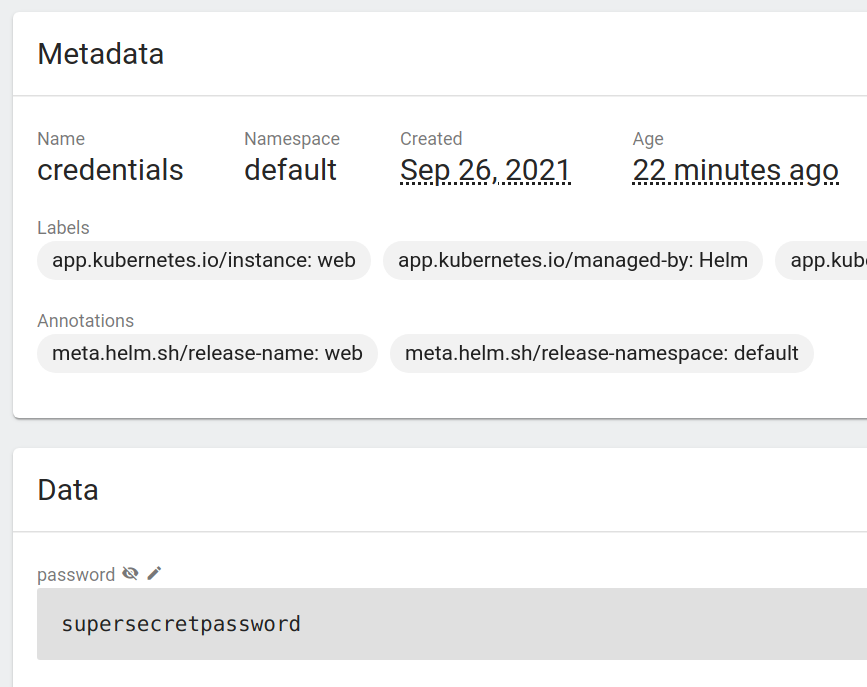 Metadata
Name Namespace Created Age
credentials default Sep 26, 2021 22 minutes ago
Labels
app.kubernetes.io/instance: web app.kubernetes.io/managed-by: Helm app.kube
Annotations
meta.helm.sh/release-name: web meta.helm.sh/release-namespace: default
Data
password
supersecretpassword